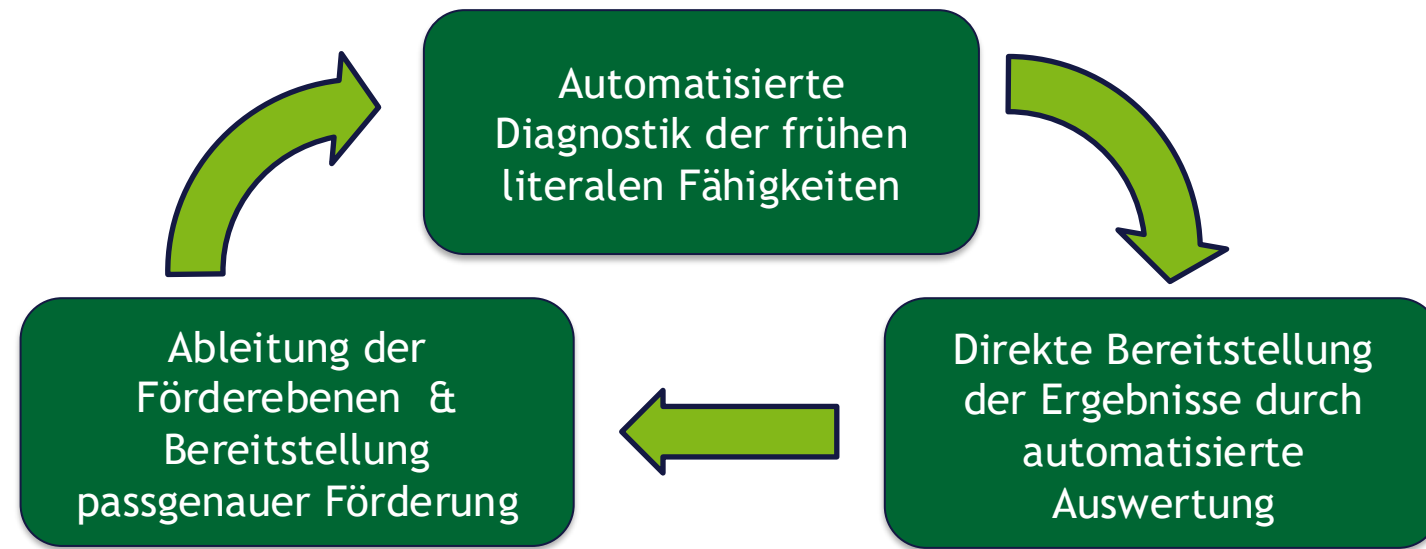 Automatisierte
Diagnostik der frühen
literalen Fähigkeiten
Direkte Bereitstellung
der Ergebnisse durch
automatisierte
Auswertung
Ableitung der
Förderebenen &
Bereitstellung
passgenauer Förderung